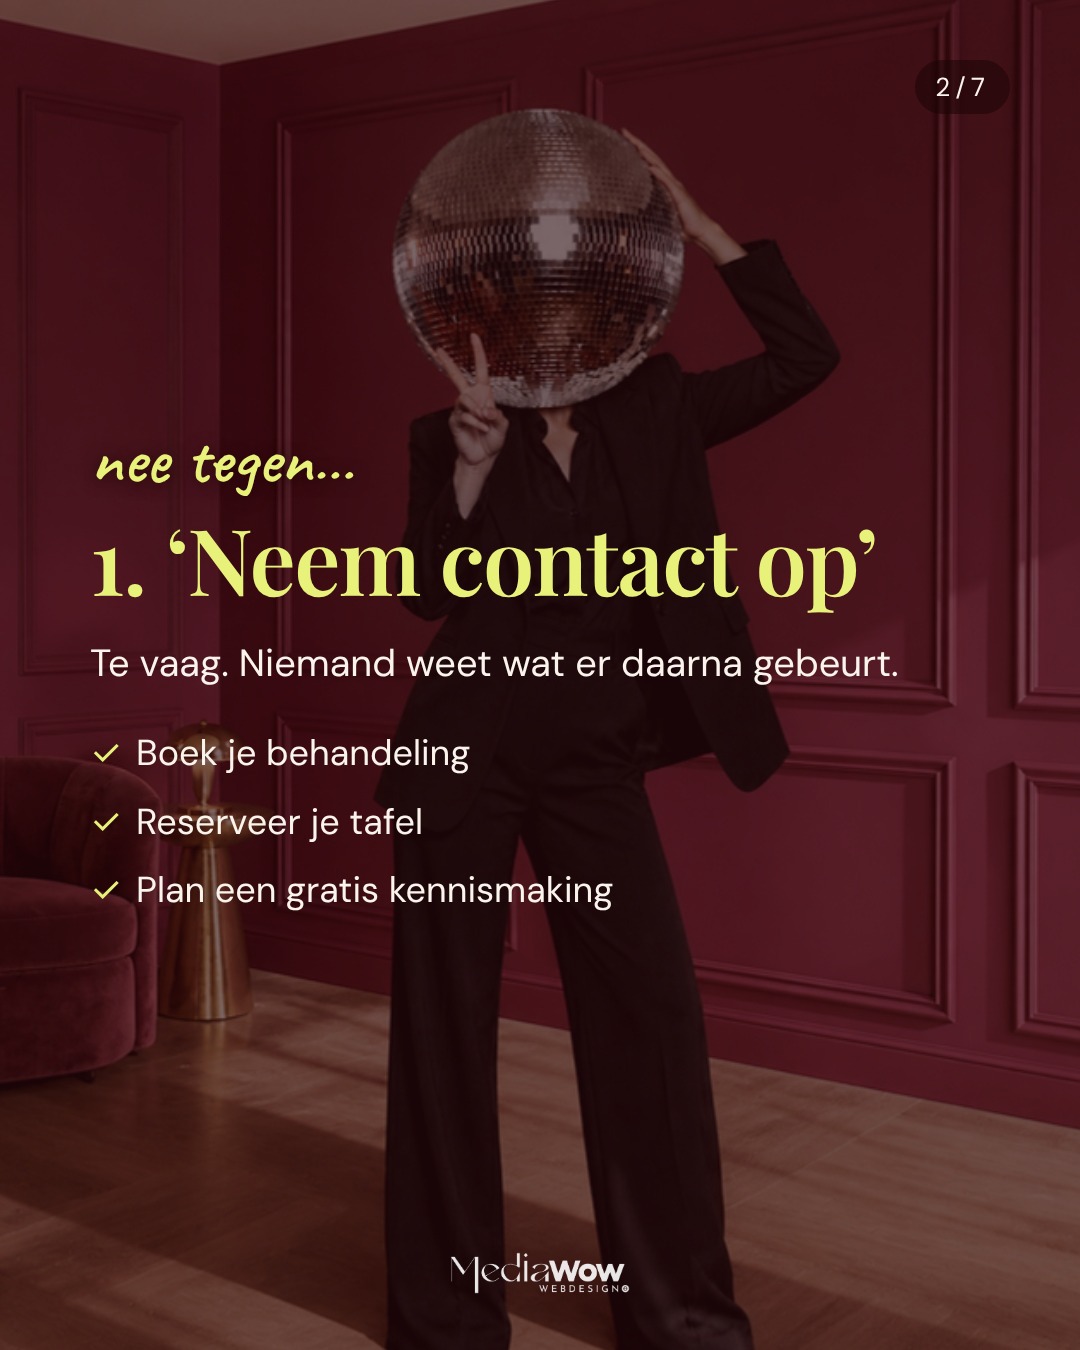 2 / 7
nee tegen...
1. ‘Neem contact op’
Te vaag. Niemand weet wat er daarna gebeurt.
✓ Boek je behandeling
✓ Reserveer je tafel
✓ Plan een gratis kennismaking
MediaWow
WEBDESIGN